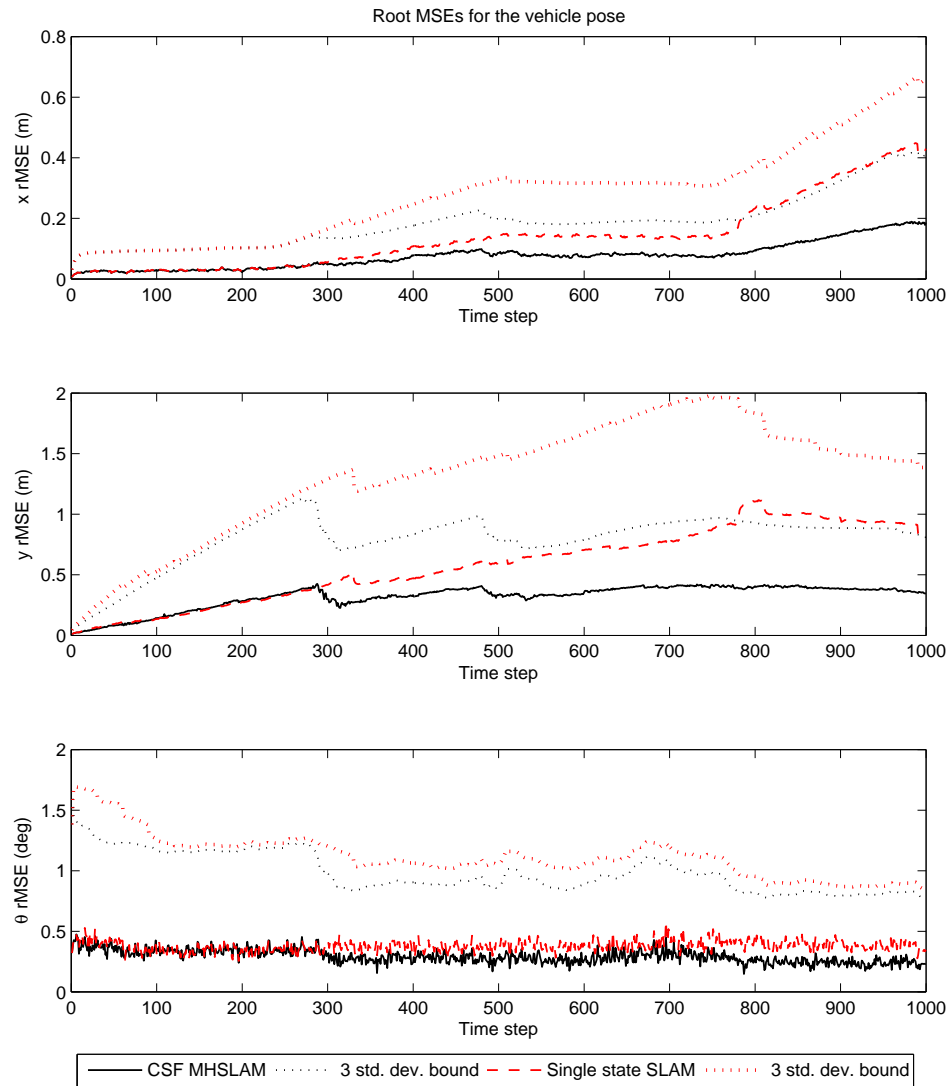 Root MSEs for the vehicle pose
0.8
0.6
0.4
0.2
0
x rMSE (m)
0 100 200 300 400 500 600 700 800 900 1000
Time step
2
1.5
1
0.5
0
y rMSE (m)
0 100 200 300 400 500 600 700 800 900 1000
Time step
2
1.5
1
0.5
0
θ rMSE (deg)
0 100 200 300 400 500 600 700 800 900 1000
Time step
CSF MHSLAM 3 std. dev. bound Single state SLAM 3 std. dev. bound